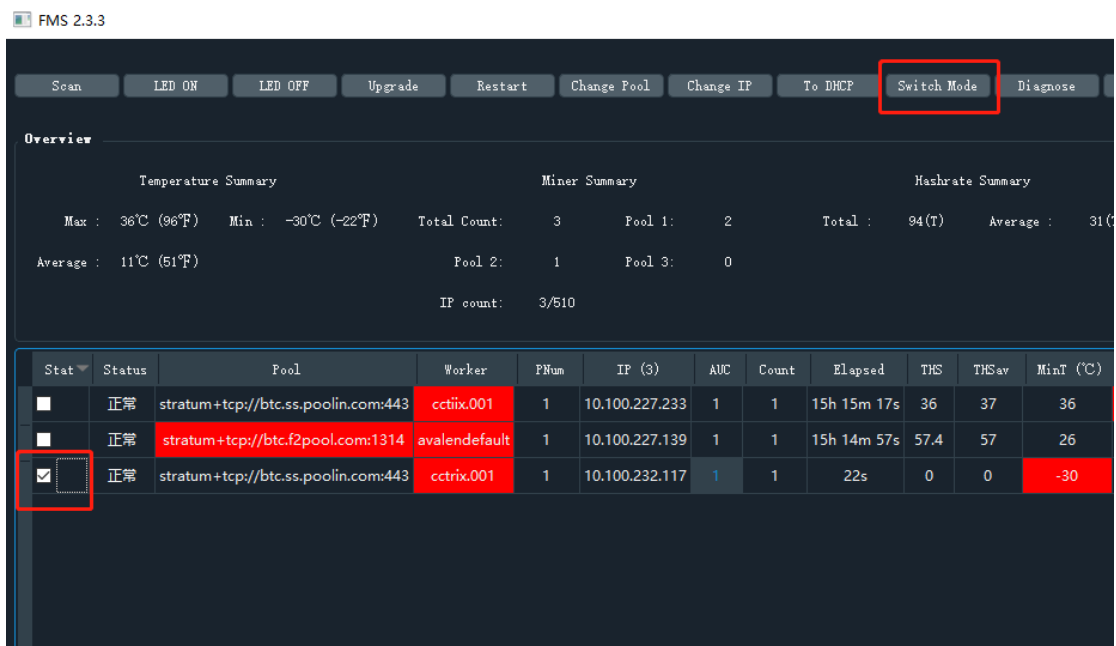 FMS 2.3.3
Scan LED ON LED OFF Upgrade Restart Change Pool Change IP To DHCP Switch Mode Diagnose
Overview
Temperature Summary Miner Summary Hashrate Summary
Max : 36℃ (96℉) Min : -30℃ (-22℉) Total Count: 3 Pool 1: 2 Total : 94(T) Average :
Average : 11℃ (51℉) Pool 2: 1 Pool 3: 0
IP count: 3/510
Stat Status Pool Worker PNum IP (3) AUC Count Elapsed THS THSav MinT (℃)
正常 stratum+tcp://btc.ss.poolin.com:443 cctiix.001 1 10.100.227.233 1 1 15h 15m 17s 36 37 36
正常 stratum+tcp://btc.f2pool.com:1314 avalendefault 1 10.100.227.139 1 1 15h 14m 57s 57.4 57 26
正常 stratum+tcp://btc.ss.poolin.com:443 cctrix.001 1 10.100.232.117 1 1 22s 0 0 -30